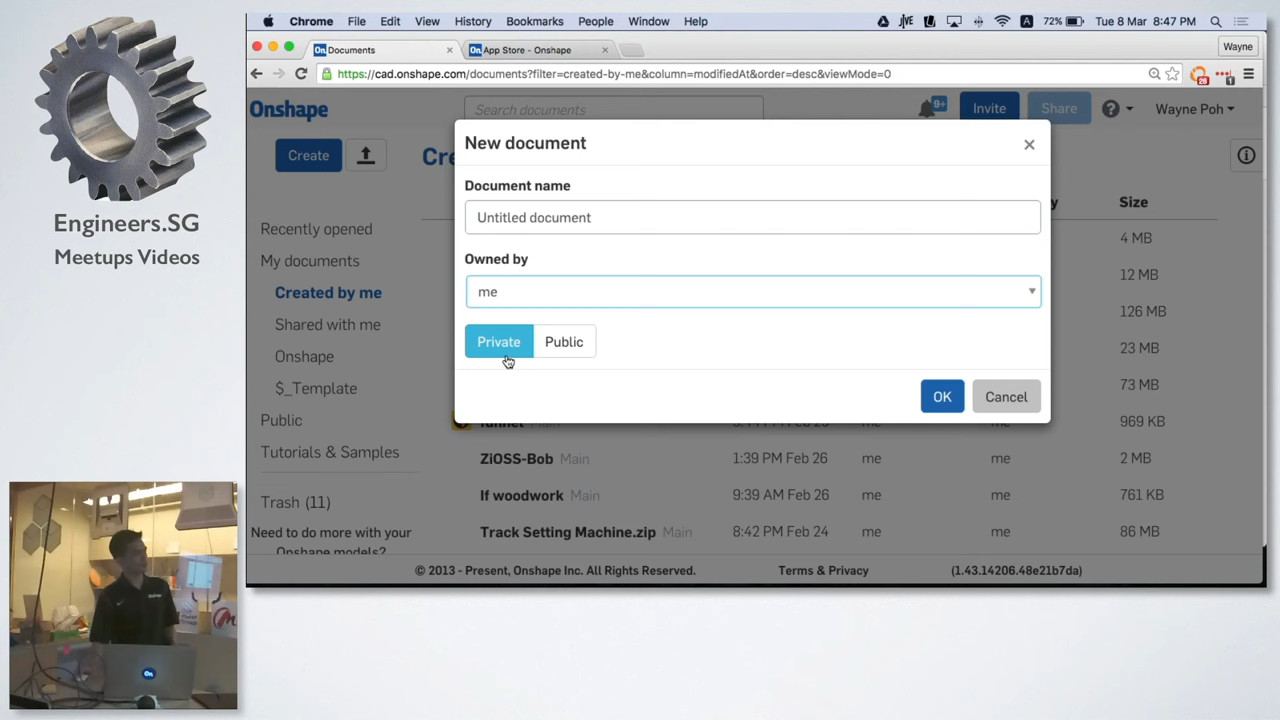 Chrome File Edit View History Bookmarks People Window Help
72% Tue 8 Mar 8:47 PM
On. Documents
On. App Store - Onshape
Wayne
https://cad.onshape.com/documents?filter=created-by-me&column=modifiedAt&order=desc&viewMode=0
Onshape
Search documents
9+
Invite
Share
Wayne Poh
Create
Cre
Recently opened
My documents
Created by me
Shared with me
Onshape
$_Template
Public
Tutorials & Samples
Trash (11)
Need to do more with your
Onshape models?
New document
Document name
Untitled document
Owned by
me
Private
Public
OK
Cancel
y Size
4 MB
12 MB
126 MB
23 MB
73 MB
969 KB
ZiOSS-Bob Main 1:39 PM Feb 26 me me 2 MB
If woodwork Main 9:39 AM Feb 26 me me 761 KB
Track Setting Machine.zip Main 8:42 PM Feb 24 me me 86 MB
© 2013 - Present, Onshape Inc. All Rights Reserved. Terms & Privacy (1.43.14206.48e21b7da)
Engineers.SG
Meetups Videos
On